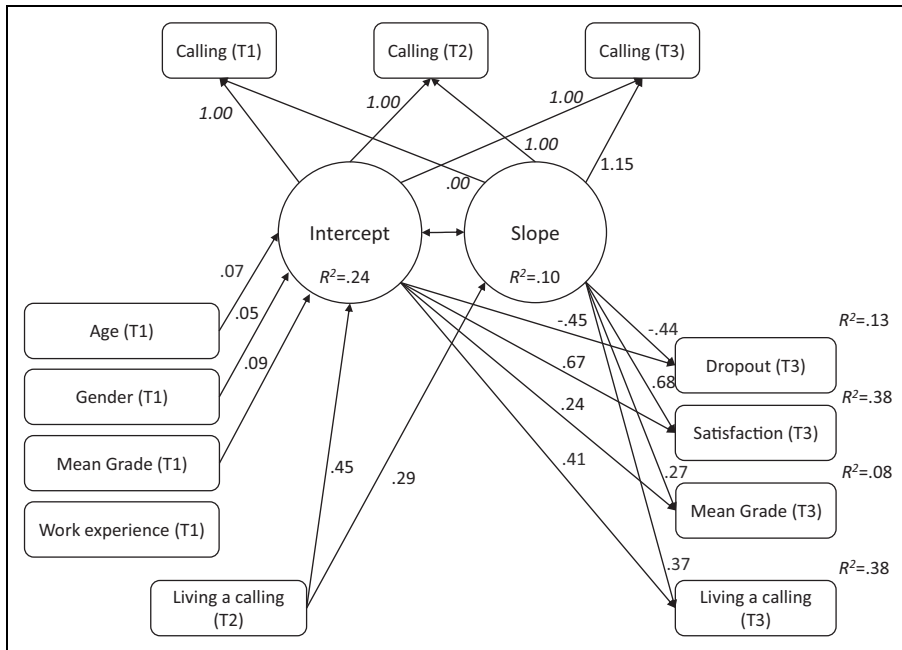 Calling (T1)
Calling (T2)
Calling (T3)
1.00
1.00
1.00
.00
1.00
1.15
Intercept
R²=.24
Slope
R²=.10
.07
.05
.09
.45
.29
Age (T1)
Gender (T1)
Mean Grade (T1)
Work experience (T1)
Living a calling
(T2)
-.45
.67
.24
.41
-.44
.68
.27
.37
R²=.13
Dropout (T3)
R²=.38
Satisfaction (T3)
R²=.08
Mean Grade (T3)
R²=.38
Living a calling
(T3)